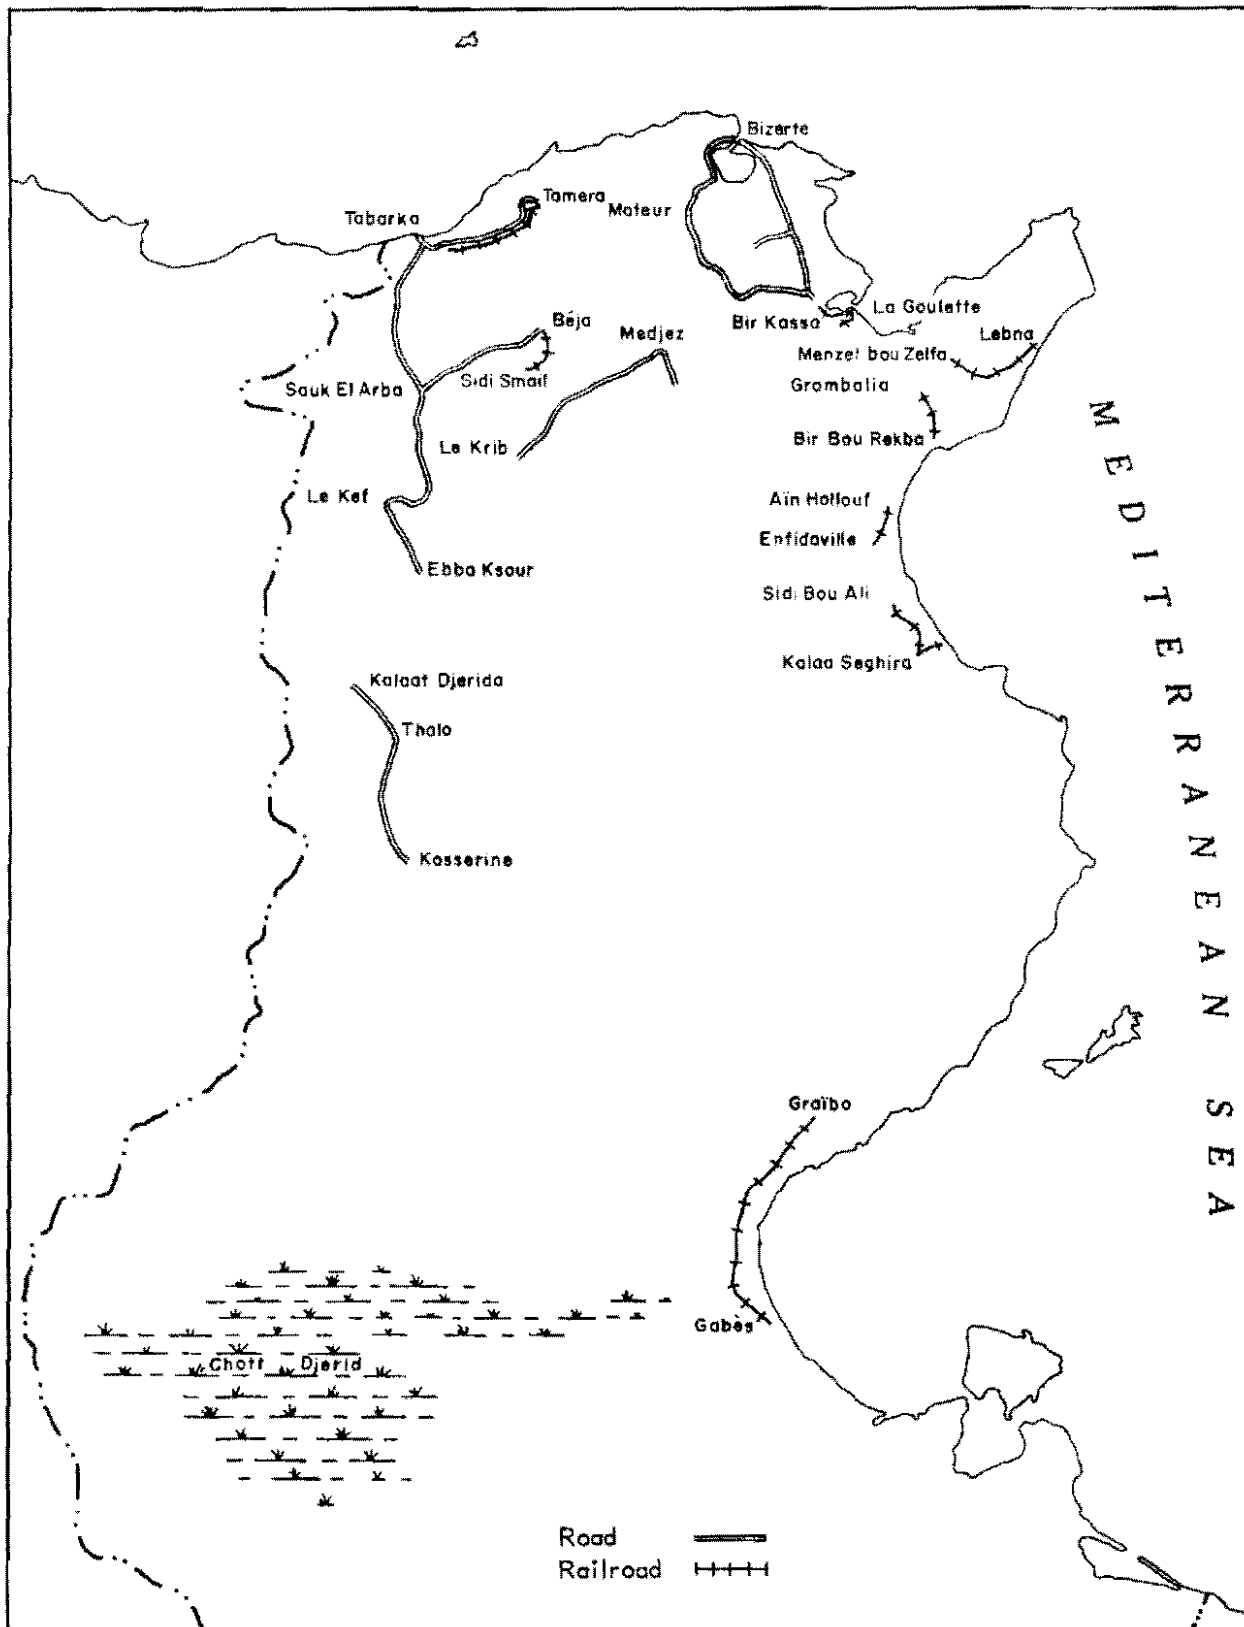 Bizerte
Tamera
Mateur
Tabarka
La Goulette
Bir Kassa
Béja
Medjez
Lebna
Menzel bou Zelfa
Sidi Smail
Souk El Arba
Grombalia
MEDITERRANEAN SEA
Bir Bou Rekba
Le Krib
Le Kef
Aïn Hallouf
Enfidaville
Ebba Ksour
Sidi Bou Ali
Kalaa Seghira
Kalaat Djerida
Thala
Kasserine
Graïba
Gabès
Chott Djerid
Road
Railroad